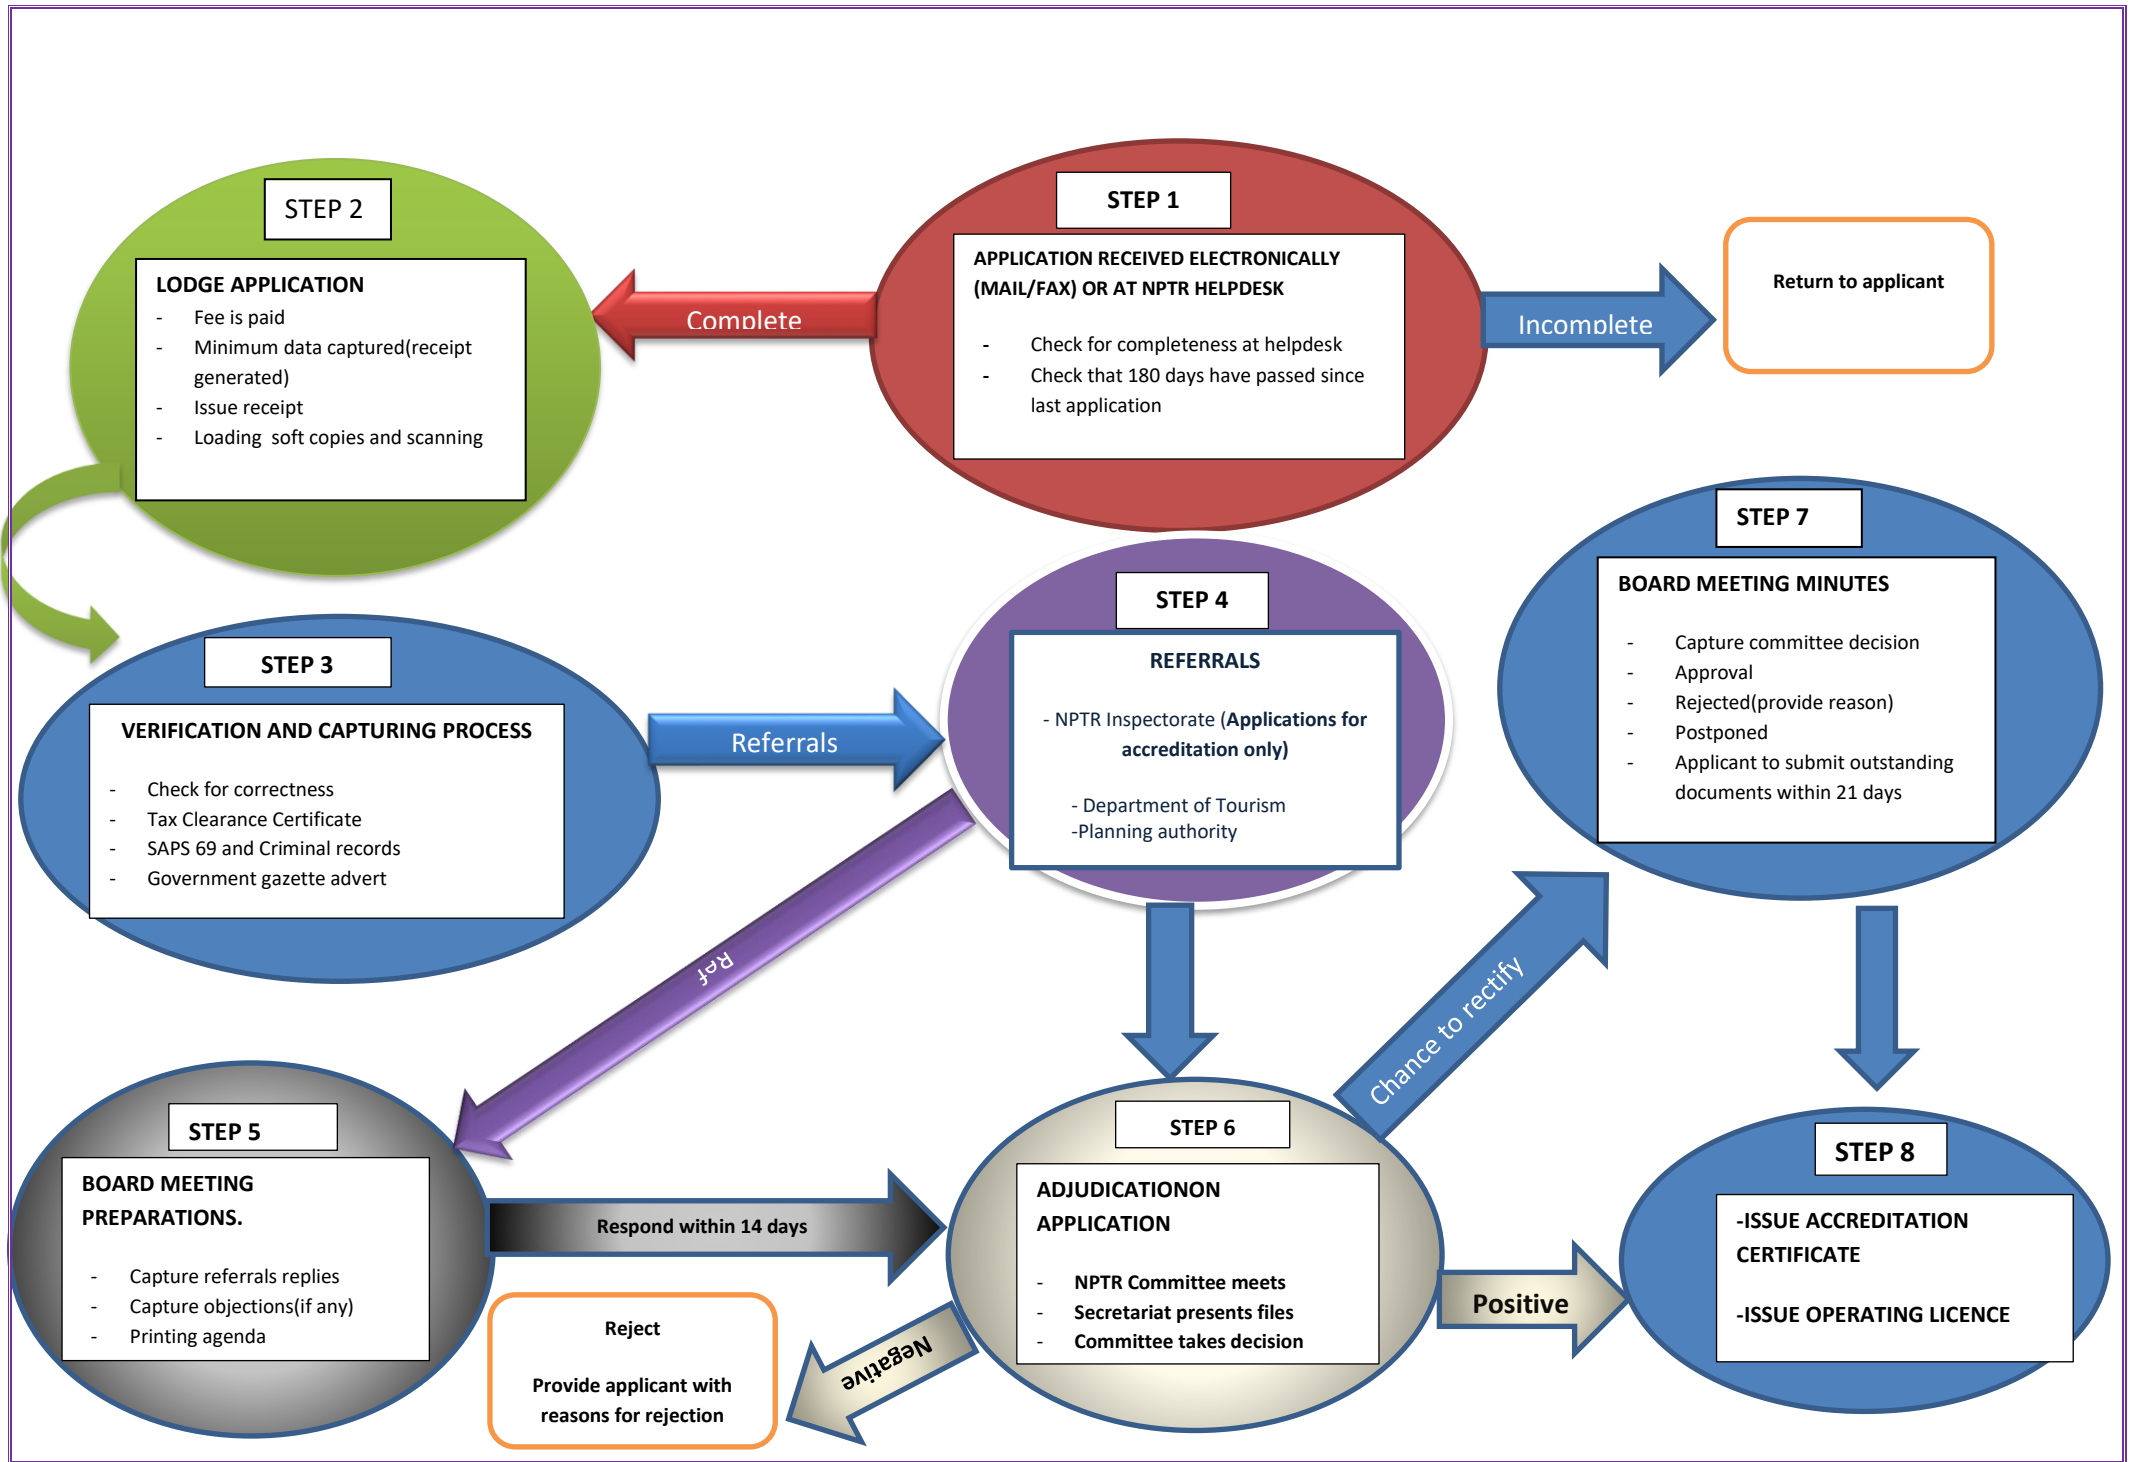 STEP 1
APPLICATION RECEIVED ELECTRONICALLY
(MAIL/FAX) OR AT NPTR HELPDESK
- Check for completeness at helpdesk
- Check that 180 days have passed since
last application
Incomplete
Return to applicant
Complete
STEP 2
LODGE APPLICATION
- Fee is paid
- Minimum data captured(receipt
generated)
- Issue receipt
- Loading soft copies and scanning
STEP 3
VERIFICATION AND CAPTURING PROCESS
- Check for correctness
- Tax Clearance Certificate
- SAPS 69 and Criminal records
- Government gazette advert
Referrals
STEP 4
REFERRALS
- NPTR Inspectorate (Applications for
accreditation only)
- Department of Tourism
-Planning authority
Ref
STEP 5
BOARD MEETING
PREPARATIONS.
- Capture referrals replies
- Capture objections(if any)
- Printing agenda
Respond within 14 days
STEP 6
ADJUDICATIONON
APPLICATION
- NPTR Committee meets
- Secretariat presents files
- Committee takes decision
Negative
Reject
Provide applicant with
reasons for rejection
Chance to rectify
STEP 7
BOARD MEETING MINUTES
- Capture committee decision
- Approval
- Rejected(provide reason)
- Postponed
- Applicant to submit outstanding
documents within 21 days
Positive
STEP 8
-ISSUE ACCREDITATION
CERTIFICATE
-ISSUE OPERATING LICENCE